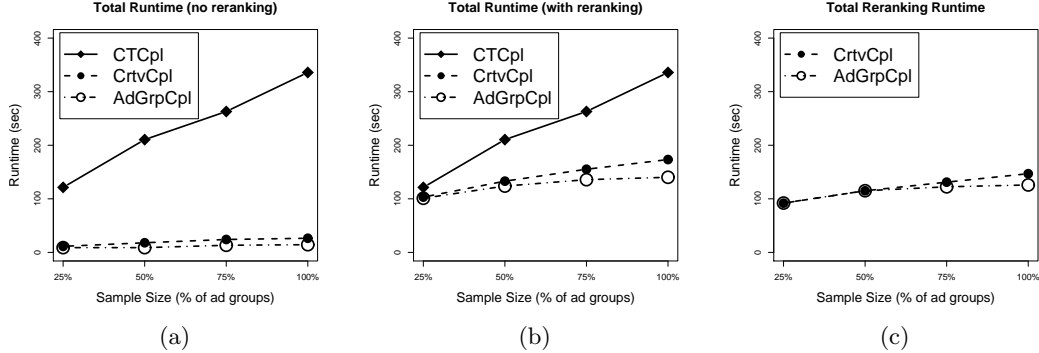 Total Runtime (no reranking)
Runtime (sec)
400
300
200
100
0
CTCpl
CrtvCpl
AdGrpCpl
25% 50% 75% 100%
Sample Size (% of ad groups)
(a)
Total Runtime (with reranking)
Runtime (sec)
400
300
200
100
0
CTCpl
CrtvCpl
AdGrpCpl
25% 50% 75% 100%
Sample Size (% of ad groups)
(b)
Total Reranking Runtime
Runtime (sec)
400
300
200
100
0
CrtvCpl
AdGrpCpl
25% 50% 75% 100%
Sample Size (% of ad groups)
(c)